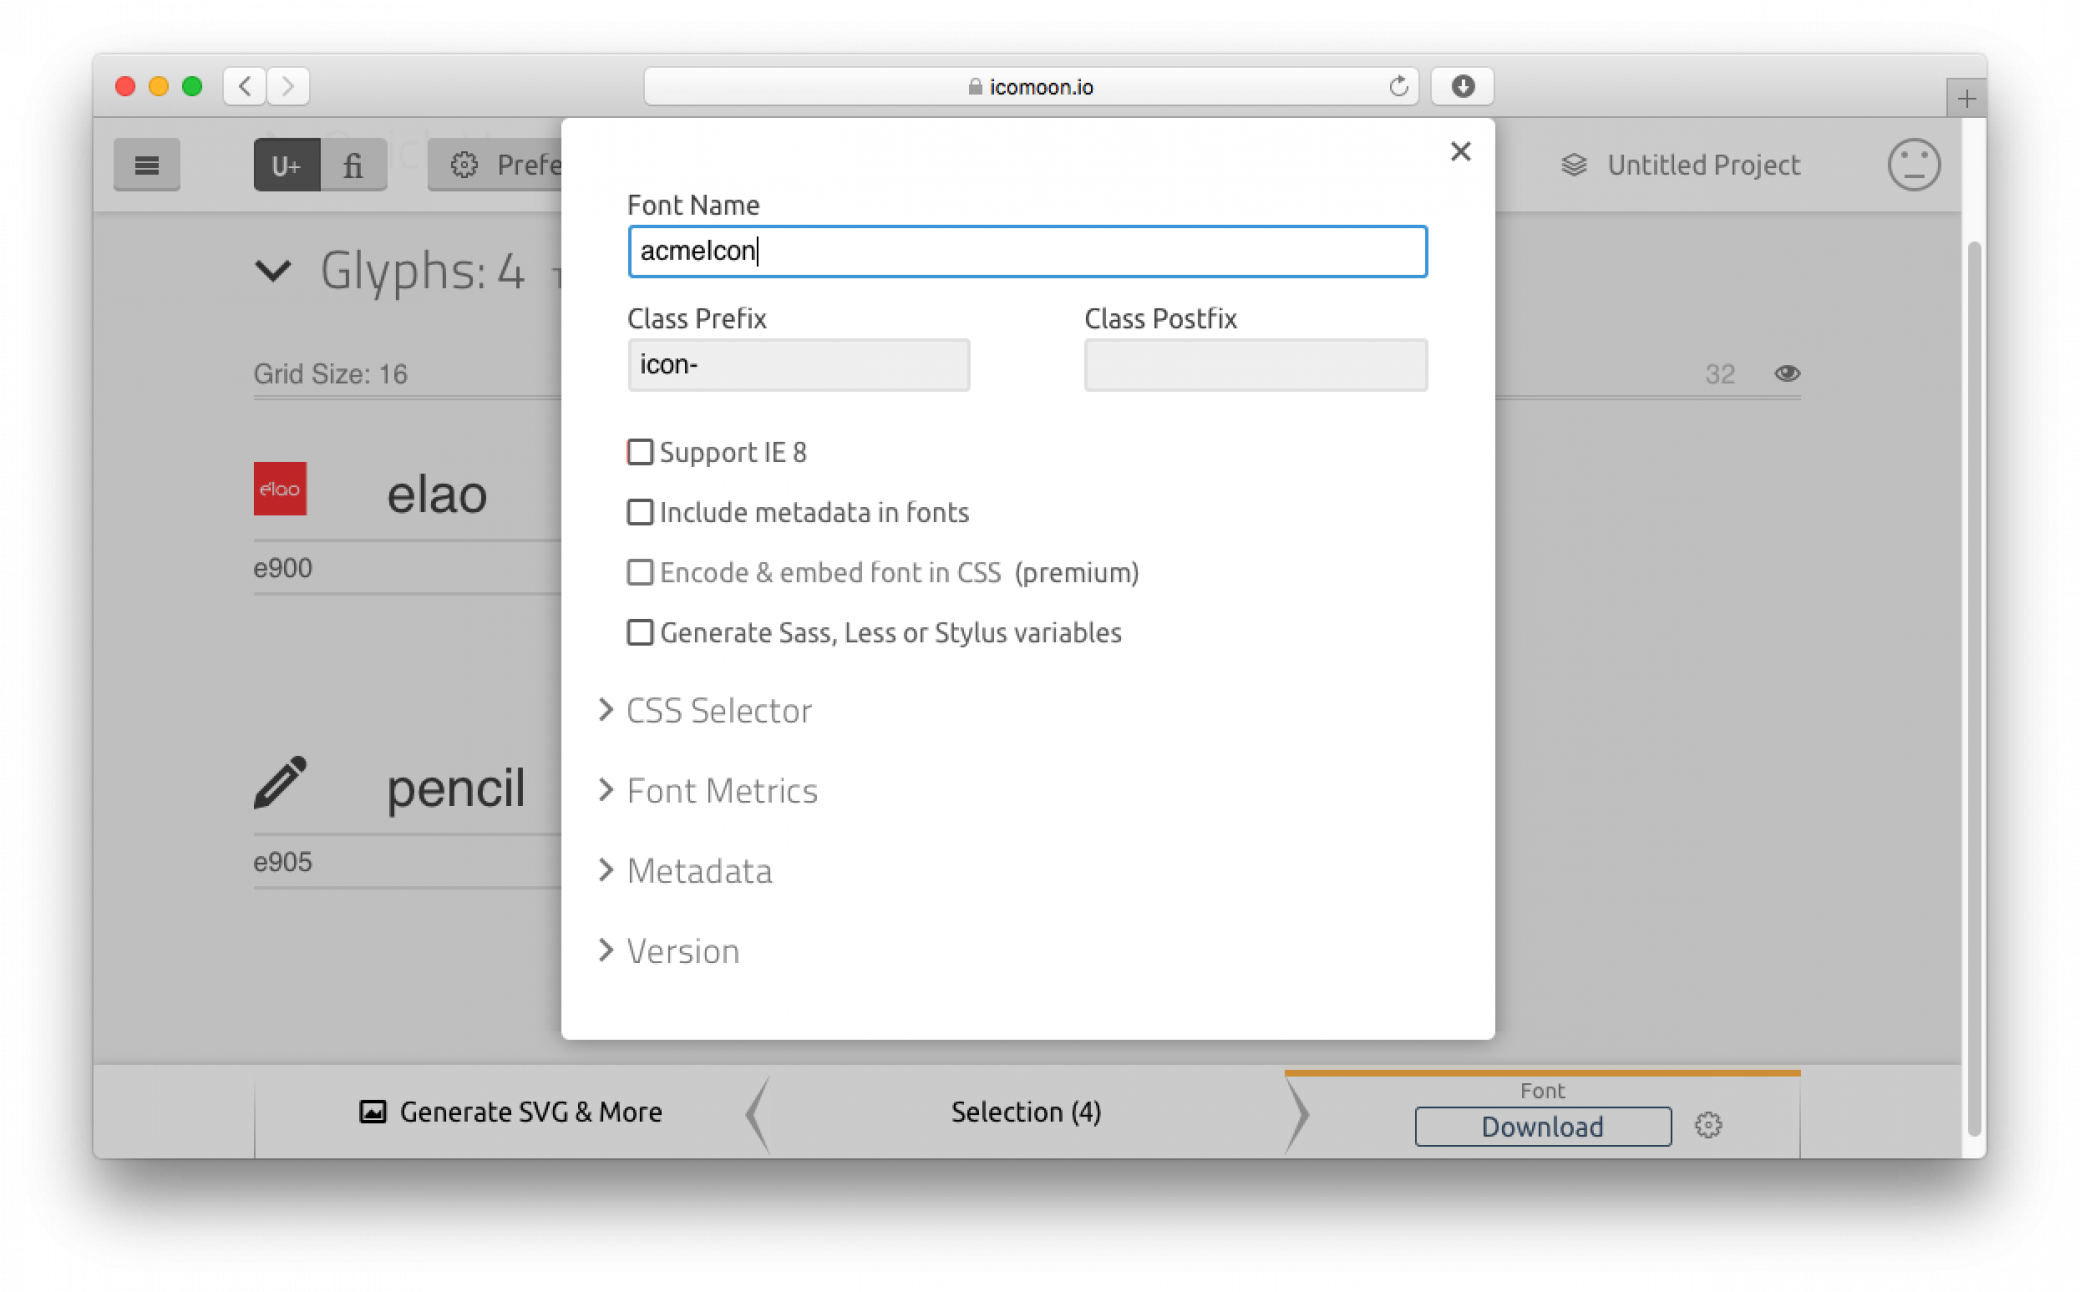 icomoon.io
U+ fi Prefe
Untitled Project
Font Name
acmeIcon
Glyphs: 4
Class Prefix Class Postfix
icon-
Grid Size: 16
32
Support IE 8
elao
elao
Include metadata in fonts
e900
Encode & embed font in CSS (premium)
Generate Sass, Less or Stylus variables
CSS Selector
pencil
Font Metrics
e905
Metadata
Version
Generate SVG & More
Selection (4)
Font
Download